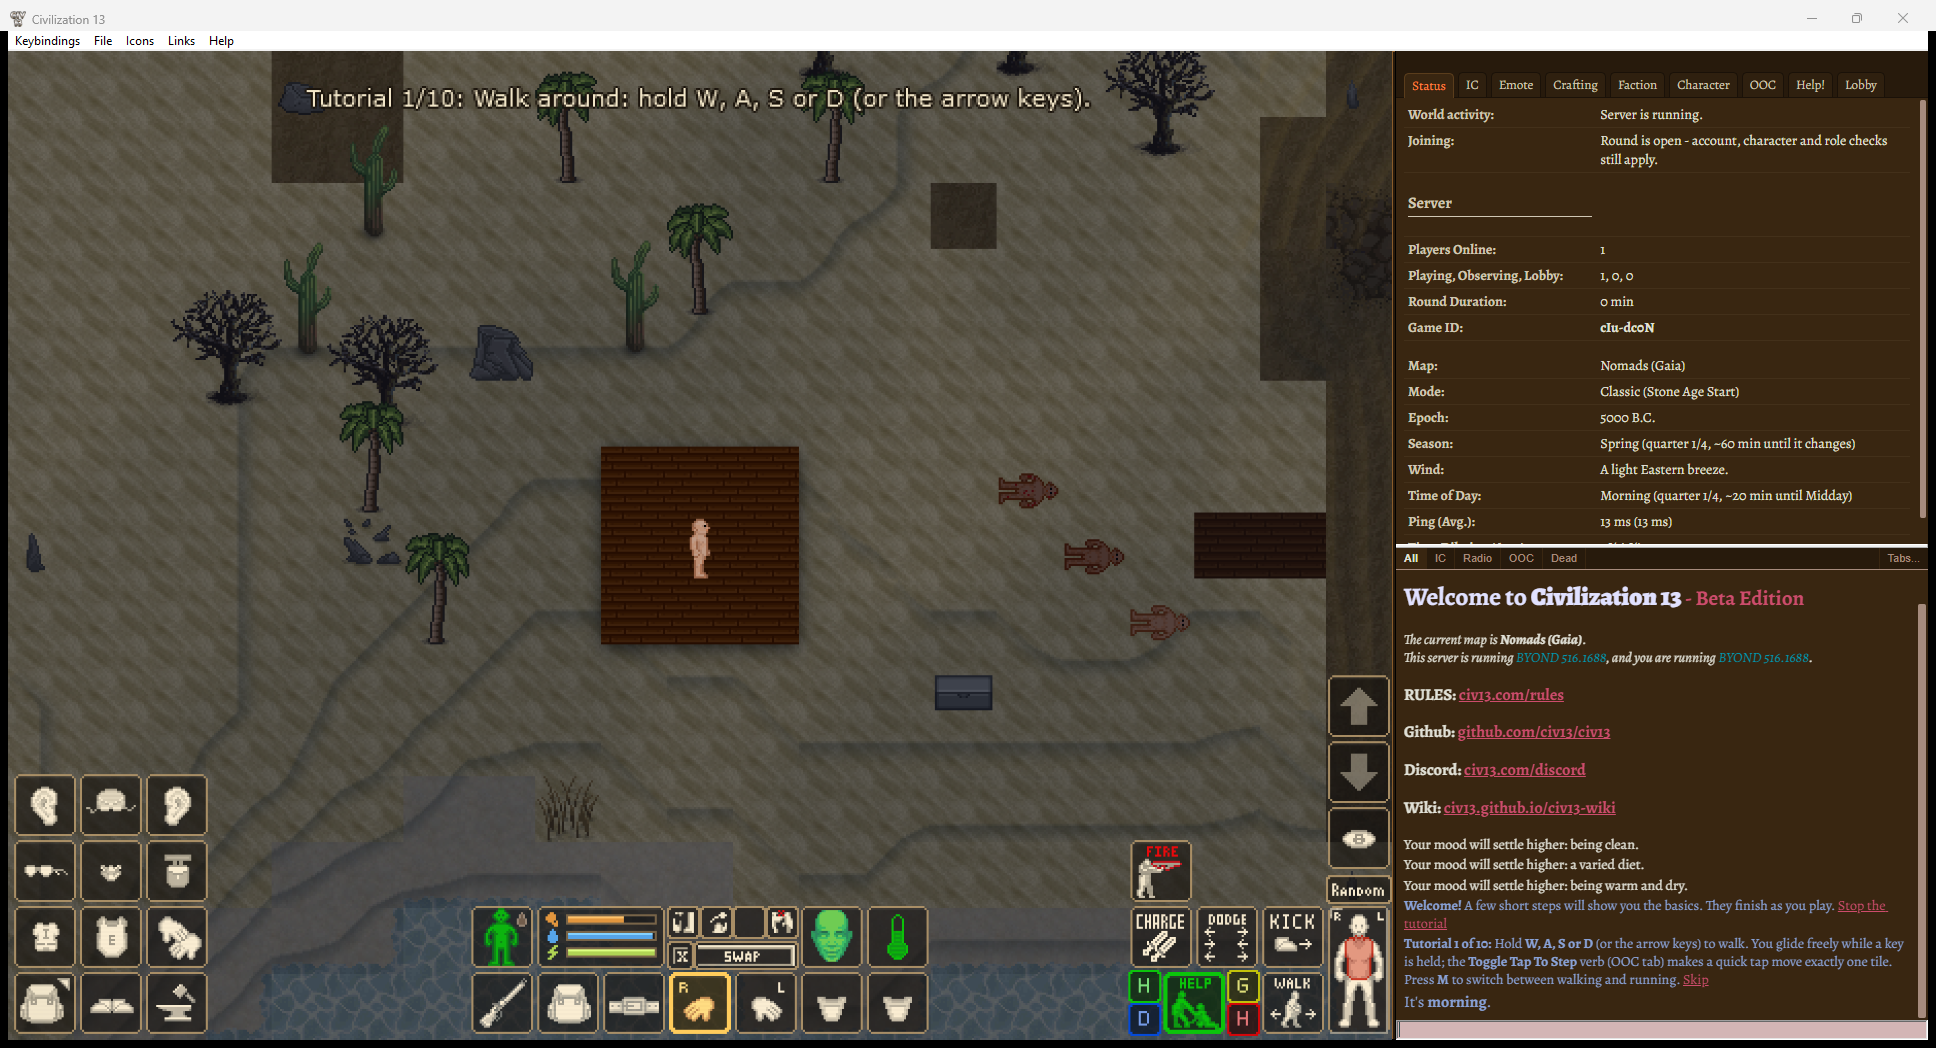 Civilization 13
Keybindings File Icons Links Help
Tutorial 1/10: Walk around: hold W, A, S or D (or the arrow keys).
FIRE
Random
CHARGE
DODGE
KICK
R L
SWAP
X
R
L
I
E
H
HELP
G
WALK
D
H
Status IC Emote Crafting Faction Character OOC Help! Lobby
World activity: Server is running.
Joining: Round is open - account, character and role checks
still apply.
Server
Players Online: 1
Playing, Observing, Lobby: 1, 0, 0
Round Duration: 0 min
Game ID: cIu-dcoN
Map: Nomads (Gaia)
Mode: Classic (Stone Age Start)
Epoch: 5000 B.C.
Season: Spring (quarter 1/4, ~60 min until it changes)
Wind: A light Eastern breeze.
Time of Day: Morning (quarter 1/4, ~20 min until Midday)
Ping (Avg.): 13 ms (13 ms)
All IC Radio OOC Dead Tabs...
Welcome to Civilization 13 - Beta Edition
The current map is Nomads (Gaia).
This server is running BYOND 516.1688, and you are running BYOND 516.1688.
RULES: civ13.com/rules
Github: github.com/civ13/civ13
Discord: civ13.com/discord
Wiki: civ13.github.io/civ13-wiki
Your mood will settle higher: being clean.
Your mood will settle higher: a varied diet.
Your mood will settle higher: being warm and dry.
Welcome! A few short steps will show you the basics. They finish as you play. Stop the
tutorial
Tutorial 1 of 10: Hold W, A, S or D (or the arrow keys) to walk. You glide freely while a key
is held; the Toggle Tap To Step verb (OOC tab) makes a quick tap move exactly one tile.
Press M to switch between walking and running. Skip
It's morning.